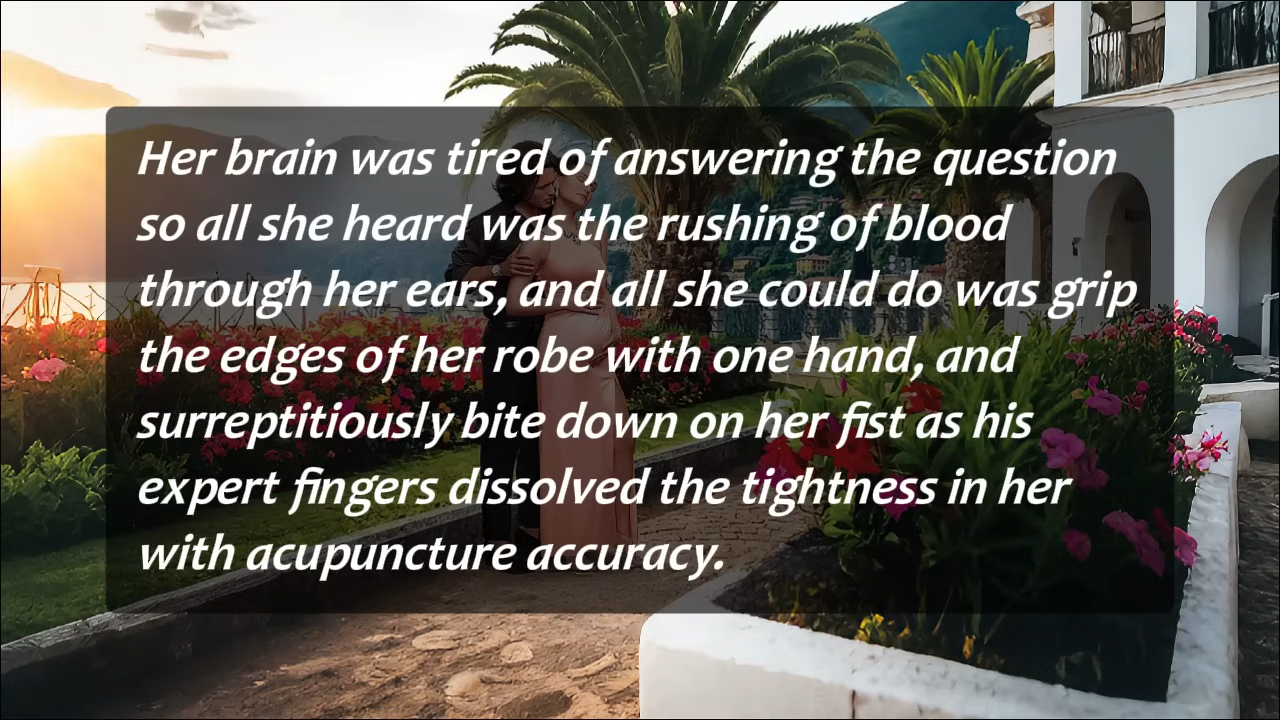 Her brain was tired of answering the question
so all she heard was the rushing of blood
through her ears, and all she could do was grip
the edges of her robe with one hand, and
surreptitiously bite down on her fist as his
expert fingers dissolved the tightness in her
with acupuncture accuracy.